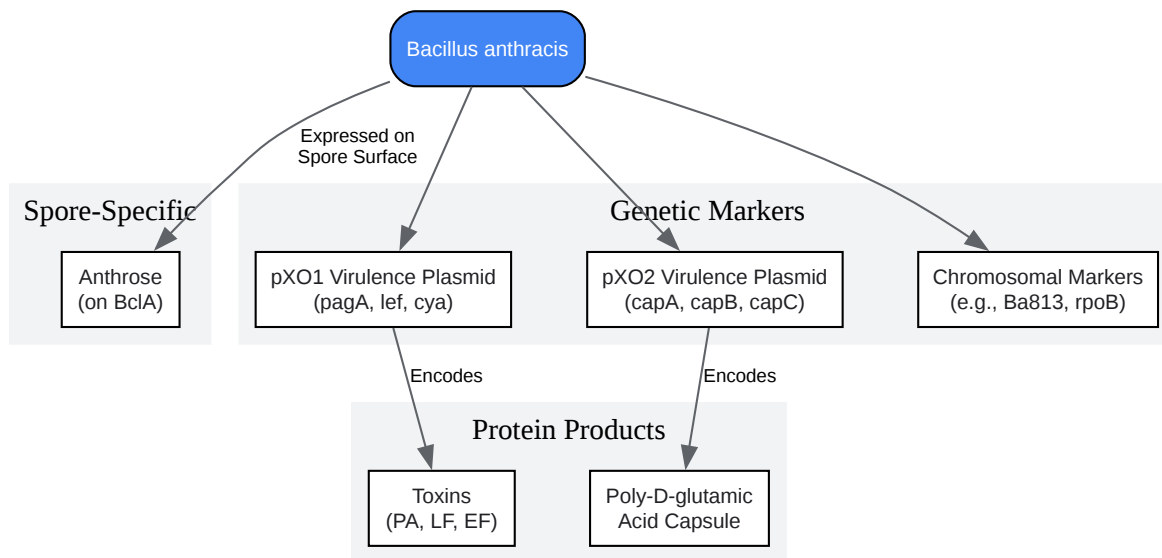 Bacillus anthracis
Expressed on
Spore Surface
Spore-Specific
Genetic Markers
Anthrose
(on BclA)
pXO1 Virulence Plasmid
(pagA, lef, cya)
pXO2 Virulence Plasmid
(capA, capB, capC)
Chromosomal Markers
(e.g., Ba813, rpoB)
Encodes
Encodes
Protein Products
Toxins
(PA, LF, EF)
Poly-D-glutamic
Acid Capsule